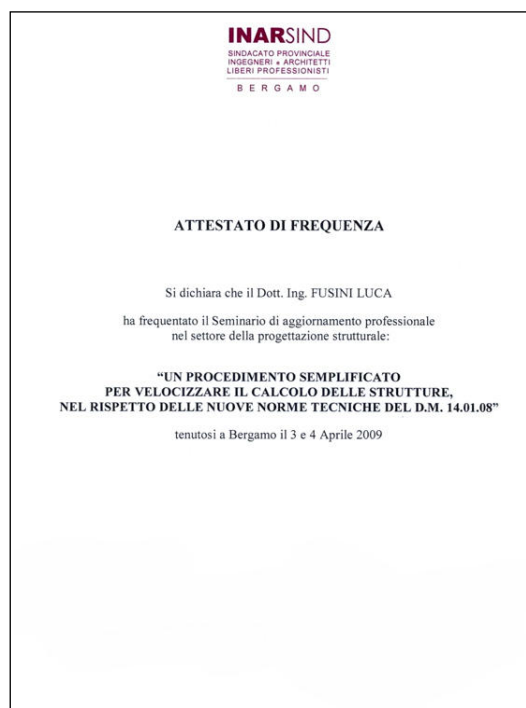 INARSIND
SINDACATO PROVINCIALE
INGEGNERI e ARCHITETTI
LIBERI PROFESSIONISTI
BERGAMO
ATTESTATO DI FREQUENZA
Si dichiara che il Dott. Ing. FUSINI LUCA
ha frequentato il Seminario di aggiornamento professionale
nel settore della progettazione strutturale:
“UN PROCEDIMENTO SEMPLIFICATO
PER VELOCIZZARE IL CALCOLO DELLE STRUTTURE,
NEL RISPETTO DELLE NUOVE NORME TECNICHE DEL D.M. 14.01.08”
tenutosi a Bergamo il 3 e 4 Aprile 2009